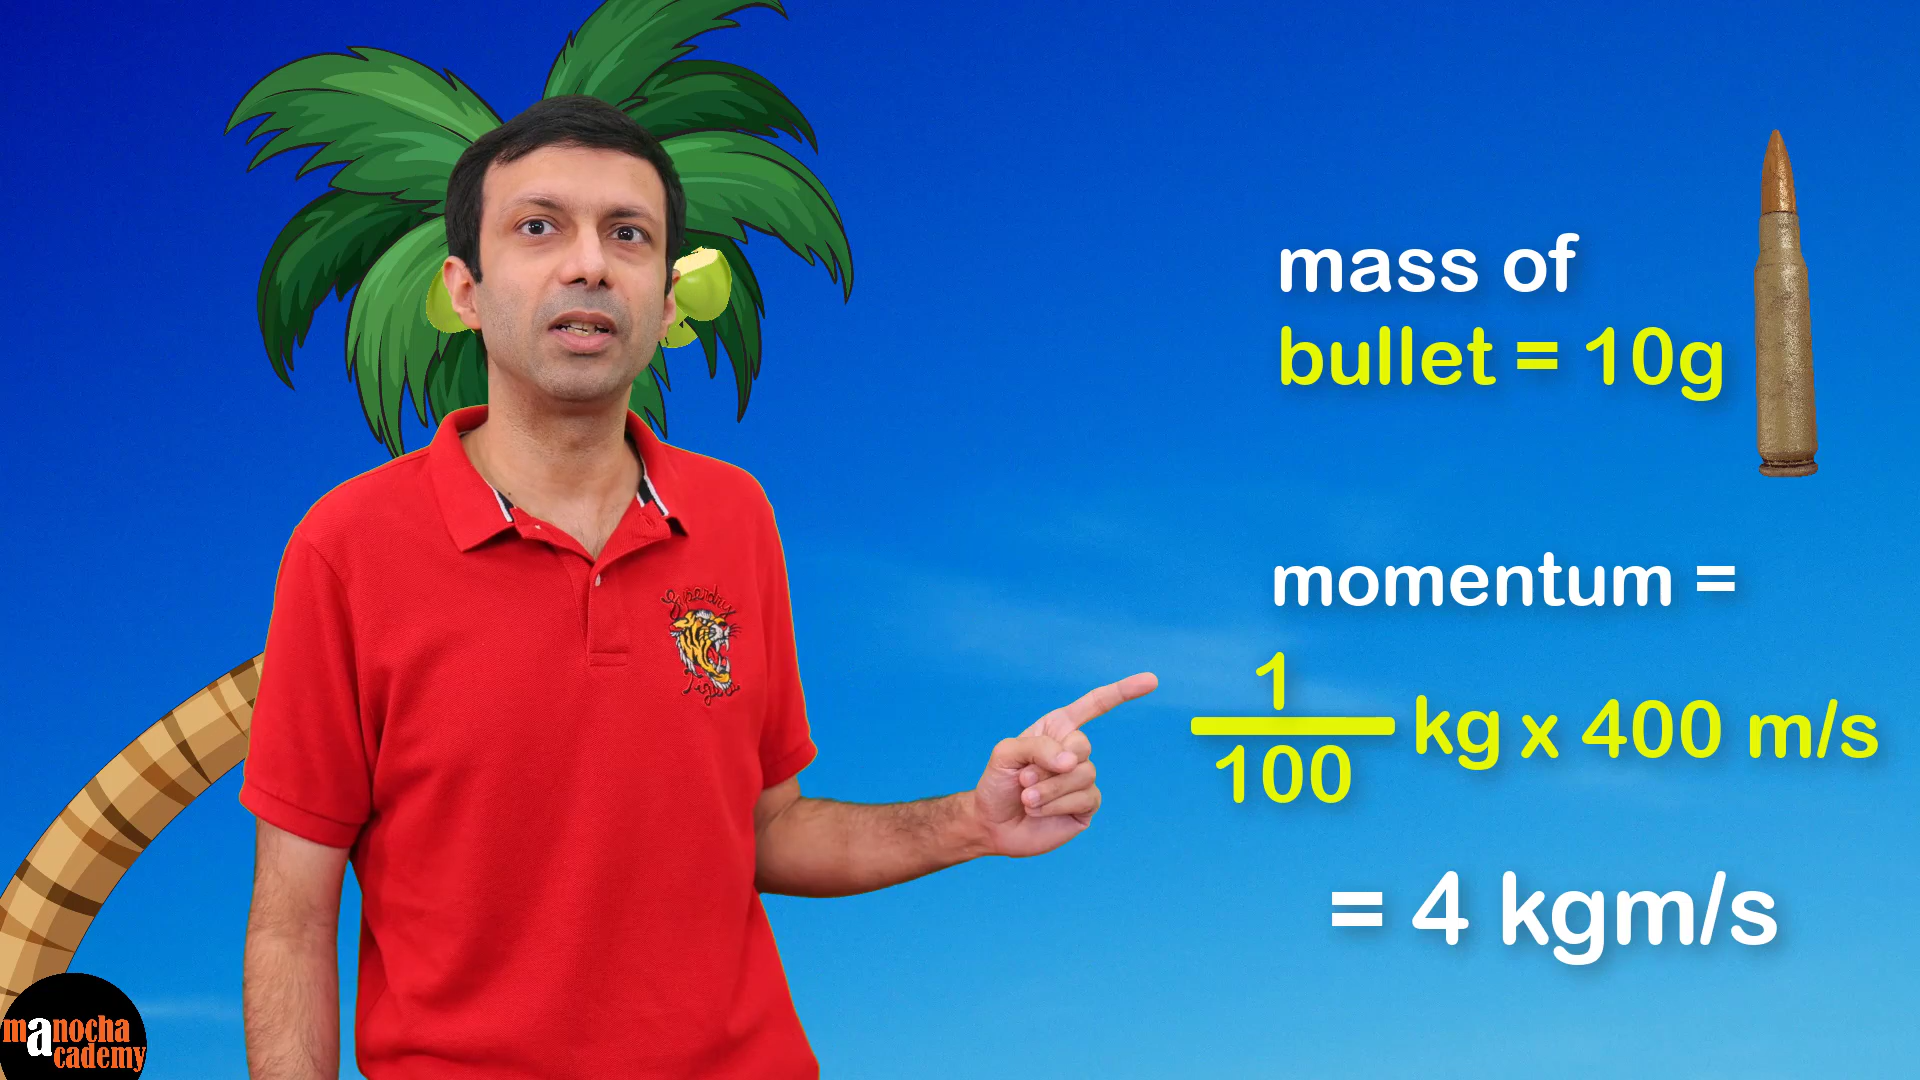 mass of
bullet = 10g
momentum =
1
100
kg x 400 m/s
= 4 kgm/s
manocha
academy